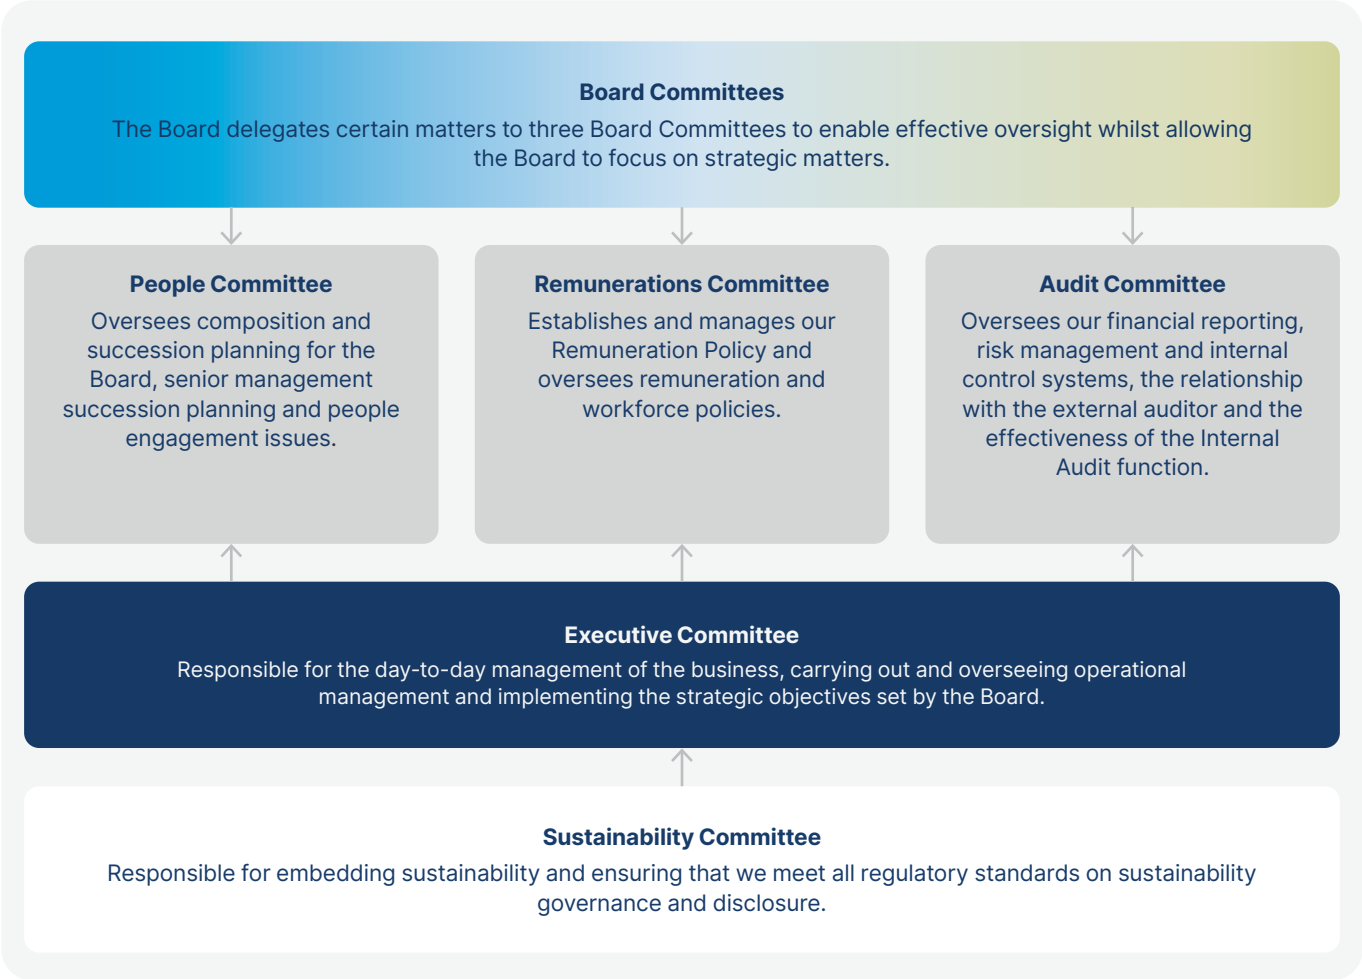 Board Committees
The Board delegates certain matters to three Board Committees to enable effective oversight whilst allowing
the Board to focus on strategic matters.
People Committee
Oversees composition and
succession planning for the
Board, senior management
succession planning and people
engagement issues.
Remunerations Committee
Establishes and manages our
Remuneration Policy and
oversees remuneration and
workforce policies.
Audit Committee
Oversees our financial reporting,
risk management and internal
control systems, the relationship
with the external auditor and the
effectiveness of the Internal
Audit function.
Executive Committee
Responsible for the day-to-day management of the business, carrying out and overseeing operational
management and implementing the strategic objectives set by the Board.
Sustainability Committee
Responsible for embedding sustainability and ensuring that we meet all regulatory standards on sustainability
governance and disclosure.